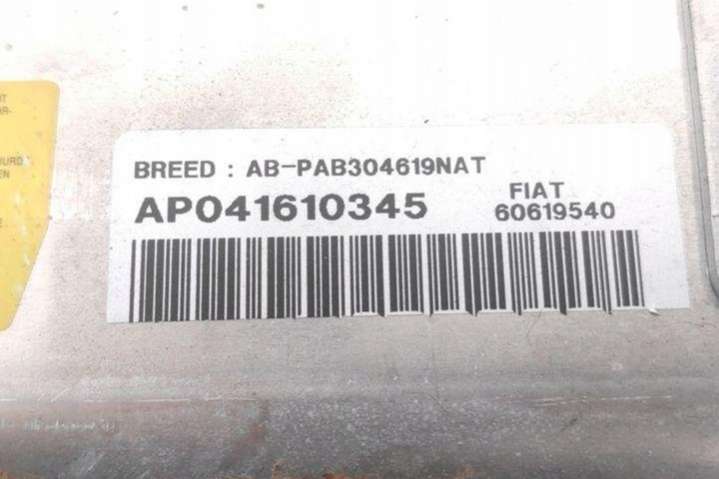 BREED : AB-PAB304619NAT
AP041610345
FIAT
60619540